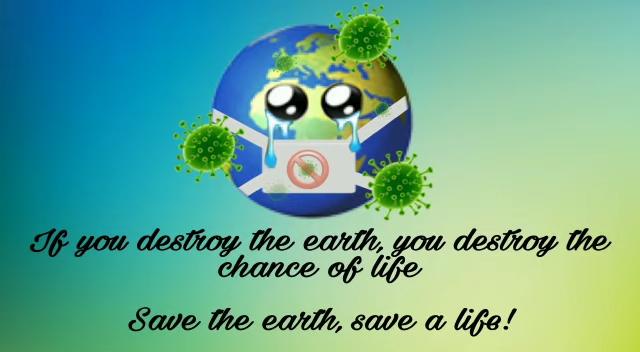 If you destroy the earth, you destroy the
chance of life
Save the earth, save a life!